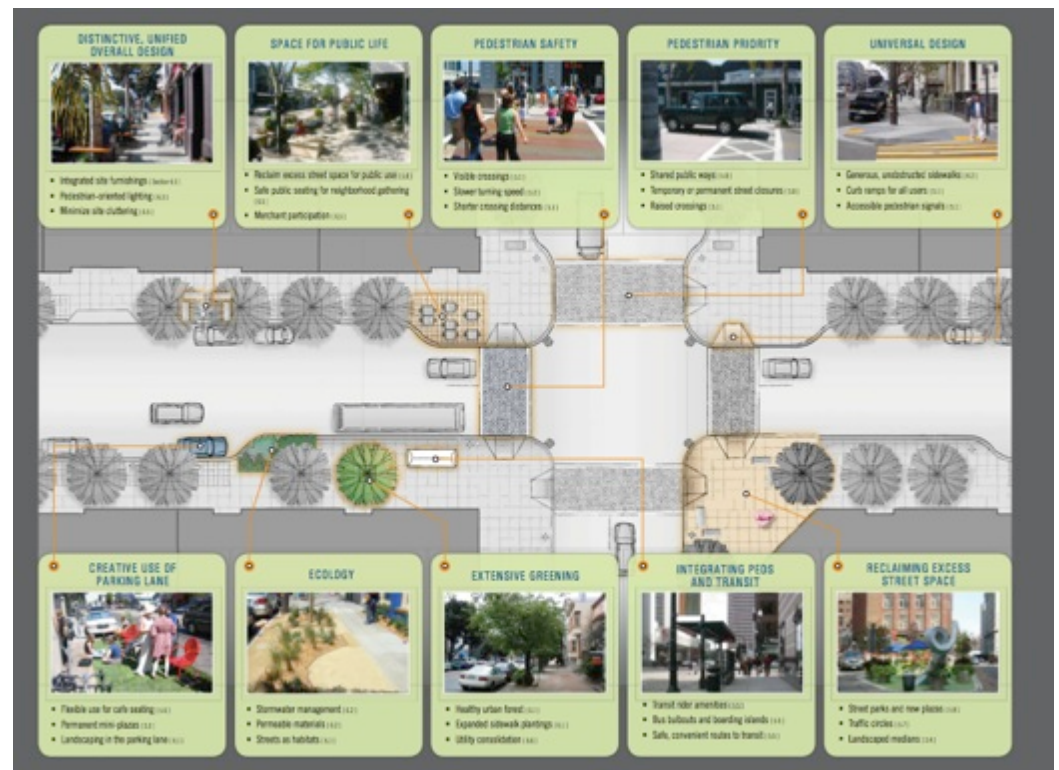 DISTINCTIVE, UNIFIED
OVERALL DESIGN
Integrated site furnishings
Pedestrian-oriented lighting
Minimize site cluttering
SPACE FOR PUBLIC LIFE
Reclaim excess street space for public use
Safe public seating for neighborhood gathering
Merchant participation
PEDESTRIAN SAFETY
Visible crossings
Slower turning speed
Shorter crossing distances
PEDESTRIAN PRIORITY
Shared public ways
Temporary or permanent street closures
Raised crossings
UNIVERSAL DESIGN
Generous, unobstructed sidewalks
Curb ramps for all users
Accessible pedestrian signals
CREATIVE USE OF
PARKING LANE
Flexible use for cafe seating
Permanent mini-plazas
Landscaping in the parking lane
ECOLOGY
Stormwater management
Permeable materials
Streets as habitats
EXTENSIVE GREENING
Healthy urban forest
Expanded sidewalk plantings
Utility consolidation
INTEGRATING PEDS
AND TRANSIT
Transit rider amenities
Bus bulbouts and boarding islands
Safe, convenient routes to transit
RECLAIMING EXCESS
STREET SPACE
Street parks and new plazas
Traffic circles
Landscaped medians